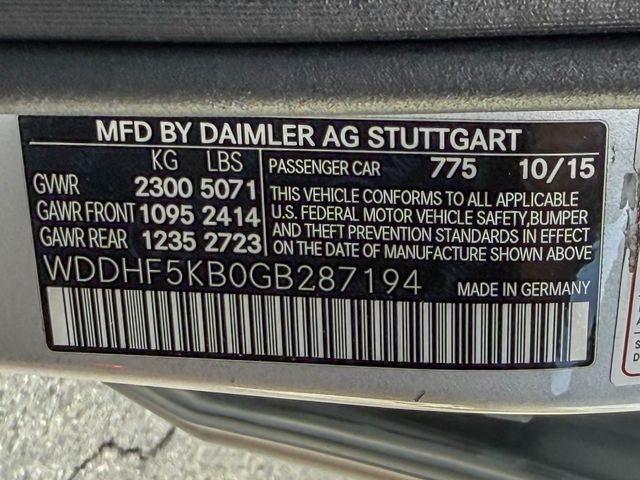 MFD BY DAIMLER AG STUTTGART
KG LBS
GVWR 2300 5071
GAWR FRONT 1095 2414
GAWR REAR 1235 2723
PASSENGER CAR 775 10/15
THIS VEHICLE CONFORMS TO ALL APPLICABLE
U.S. FEDERAL MOTOR VEHICLE SAFETY, BUMPER
AND THEFT PREVENTION STANDARDS IN EFFECT
ON THE DATE OF MANUFACTURE SHOWN ABOVE
WDDHF5KB0GB287194 MADE IN GERMANY